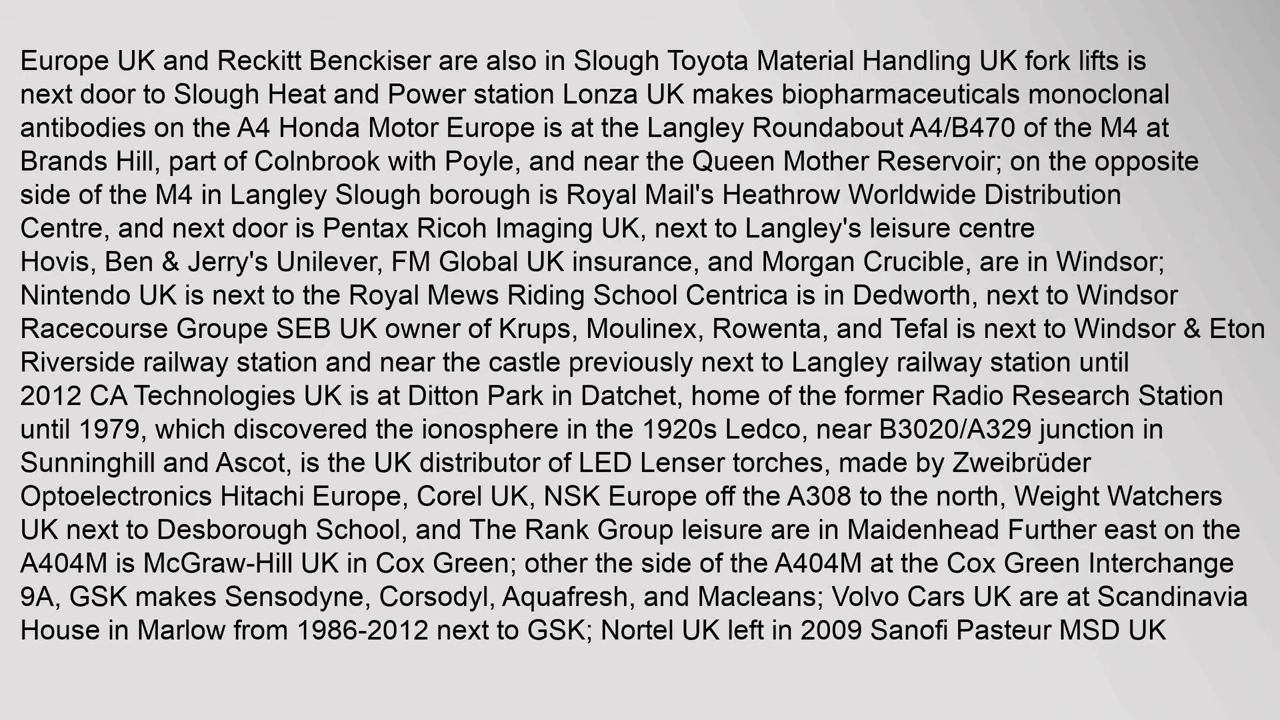 Europe UK and Reckitt Benckiser are also in Slough Toyota Material Handling UK fork lifts is
next door to Slough Heat and Power station Lonza UK makes biopharmaceuticals monoclonal
antibodies on the A4 Honda Motor Europe is at the Langley Roundabout A4/B470 of the M4 at
Brands Hill, part of Colnbrook with Poyle, and near the Queen Mother Reservoir; on the opposite
side of the M4 in Langley Slough borough is Royal Mail's Heathrow Worldwide Distribution
Centre, and next door is Pentax Ricoh Imaging UK, next to Langley's leisure centre
Hovis, Ben & Jerry's Unilever, FM Global UK insurance, and Morgan Crucible, are in Windsor;
Nintendo UK is next to the Royal Mews Riding School Centrica is in Dedworth, next to Windsor
Racecourse Groupe SEB UK owner of Krups, Moulinex, Rowenta, and Tefal is next to Windsor & Eton
Riverside railway station and near the castle previously next to Langley railway station until
2012 CA Technologies UK is at Ditton Park in Datchet, home of the former Radio Research Station
until 1979, which discovered the ionosphere in the 1920s Ledco, near B3020/A329 junction in
Sunninghill and Ascot, is the UK distributor of LED Lenser torches, made by Zweibrüder
Optoelectronics Hitachi Europe, Corel UK, NSK Europe off the A308 to the north, Weight Watchers
UK next to Desborough School, and The Rank Group leisure are in Maidenhead Further east on the
A404M is McGraw-Hill UK in Cox Green; other the side of the A404M at the Cox Green Interchange
9A, GSK makes Sensodyne, Corsodyl, Aquafresh, and Macleans; Volvo Cars UK are at Scandinavia
House in Marlow from 1986-2012 next to GSK; Nortel UK left in 2009 Sanofi Pasteur MSD UK